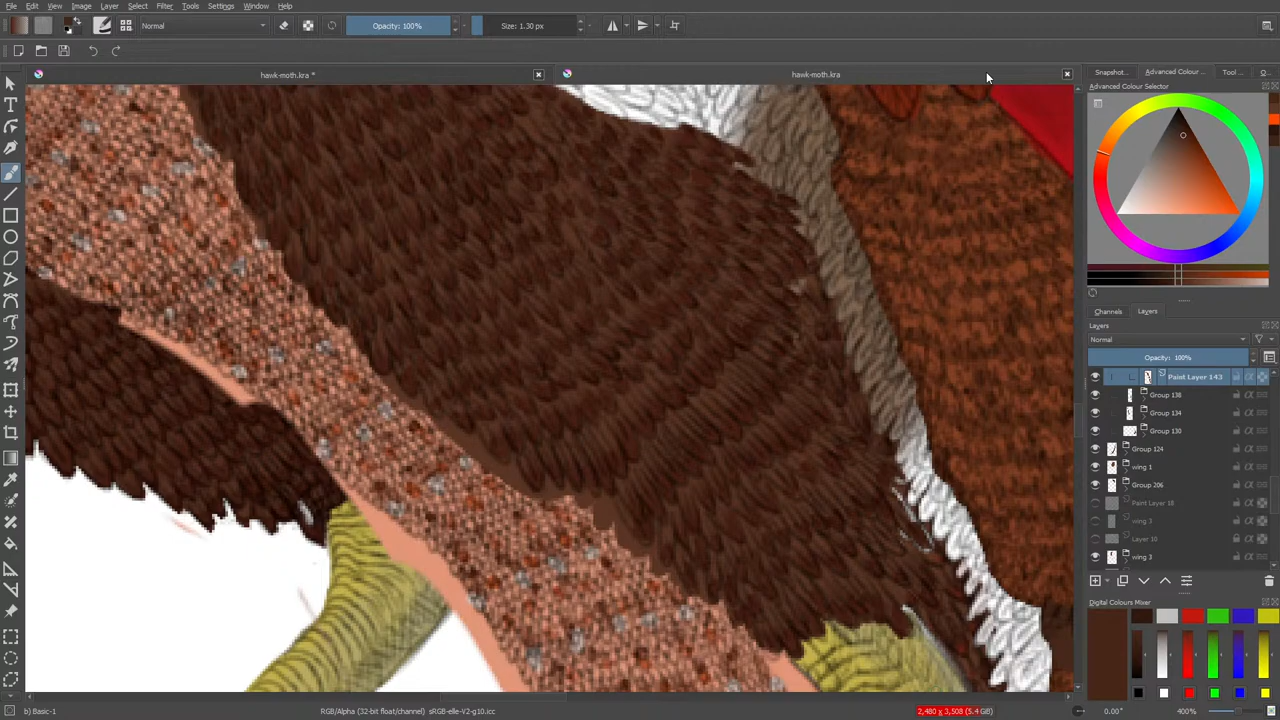 File Edit View Image Layer Select Filter Tools Settings Window Help
Normal Opacity: 100% Size: 1.30 px
hawk-moth.kra * hawk-moth.kra
Snapshot... Advanced Colour ... Tool ... O...
Advanced Colour Selector
Channels Layers
Layers
Normal
Opacity: 100%
Paint Layer 143
Group 138
Group 134
Group 130
Group 124
wing 1
Group 206
Paint Layer 18
wing 3
Layer 10
wing 3
Digital Colours Mixer
b) Basic-1 RGB/Alpha (32-bit float/channel) sRGB-elle-V2-g10.icc 2,480 x 3,508 (5.4 GiB) 0.00° 400%